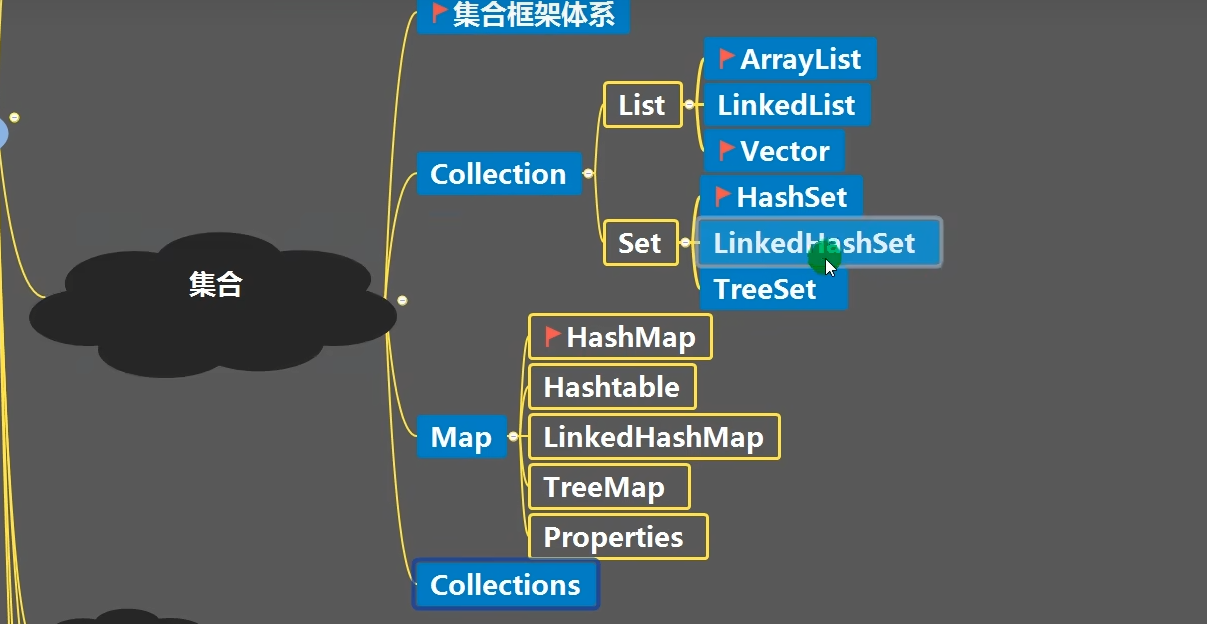 集合框架体系
ArrayList
List
LinkedList
Vector
Collection
HashSet
Set
LinkedHashSet
TreeSet
集合
HashMap
Hashtable
Map
LinkedHashMap
TreeMap
Properties
Collections